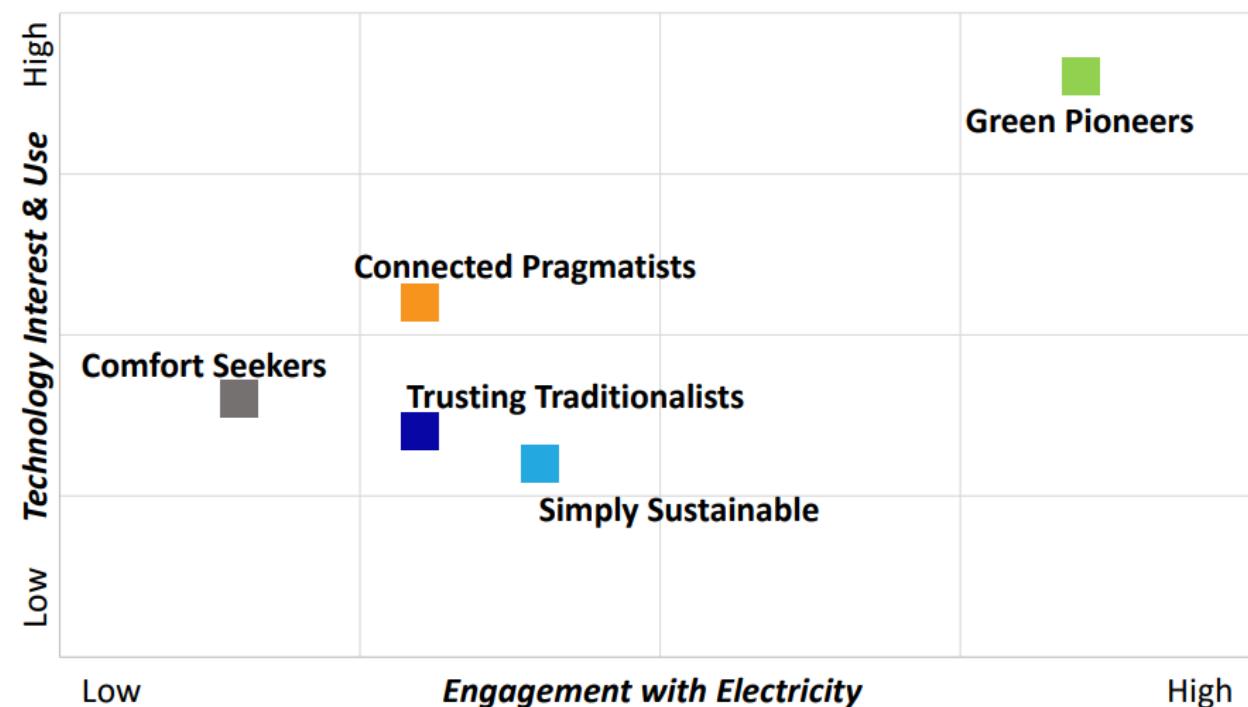 High
Green Pioneers
Technology Interest & Use
Connected Pragmatists
Comfort Seekers
Trusting Traditionalists
Simply Sustainable
Low
Low
Engagement with Electricity
High